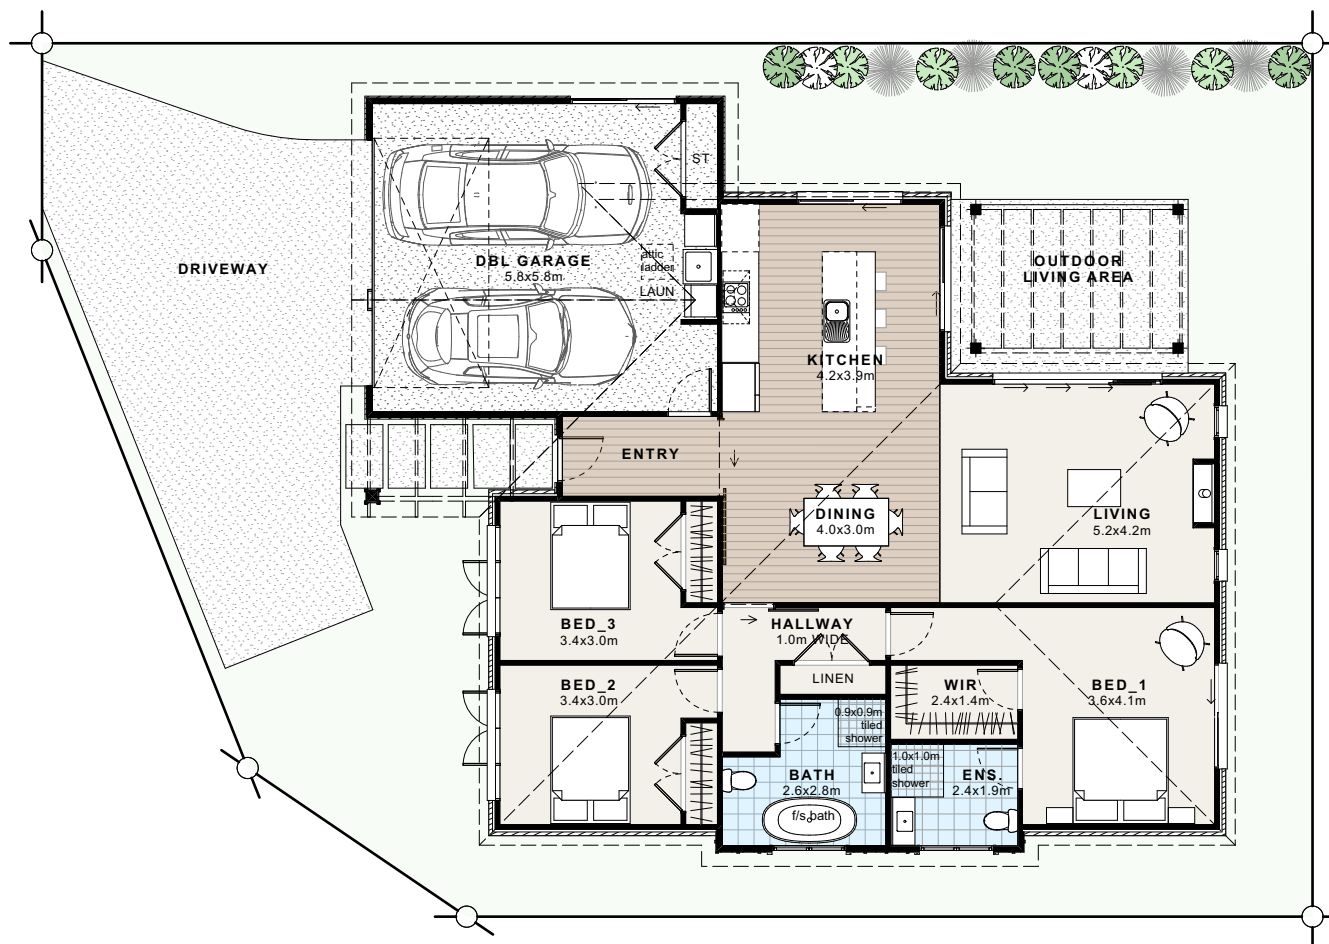 DRIVEWAY
ST
DBL GARAGE
5.8x5.8m
attic
ladder
LAUN
OUTDOOR
LIVING AREA
KITCHEN
4.2x3.9m
ENTRY
DINING
4.0x3.0m
LIVING
5.2x4.2m
BED_3
3.4x3.0m
HALLWAY
1.0m WIDE
LINEN
BED_2
3.4x3.0m
WIR
2.4x1.4m
BED_1
3.6x4.1m
0.9x0.9m
tiled
shower
1.0x1.0m
tiled
shower
BATH
2.6x2.8m
ENS.
2.4x1.9m
f/s bath